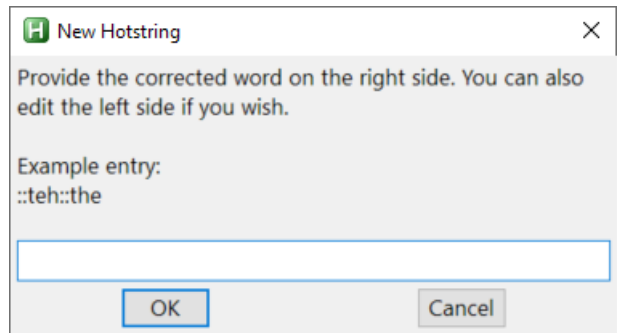 New Hotstring
Provide the corrected word on the right side. You can also
edit the left side if you wish.
Example entry:
::teh::the
OK
Cancel